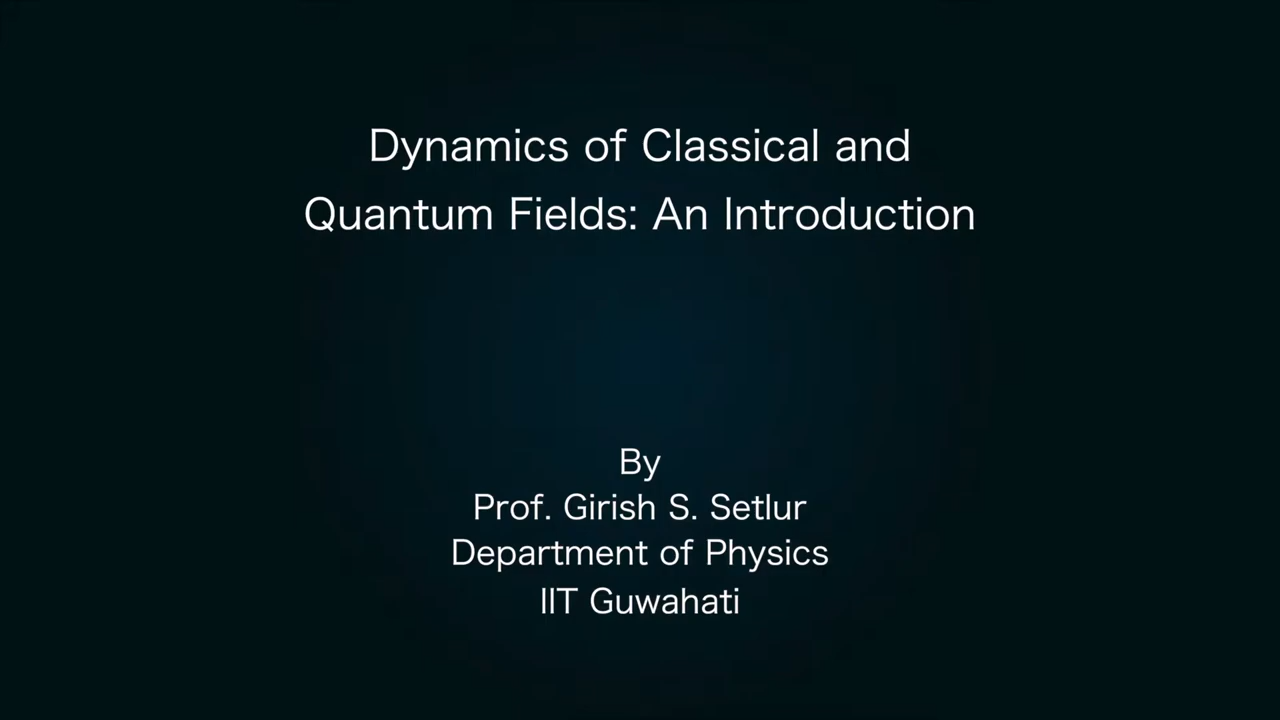 Dynamics of Classical and
Quantum Fields: An Introduction
By
Prof. Girish S. Setlur
Department of Physics
IIT Guwahati